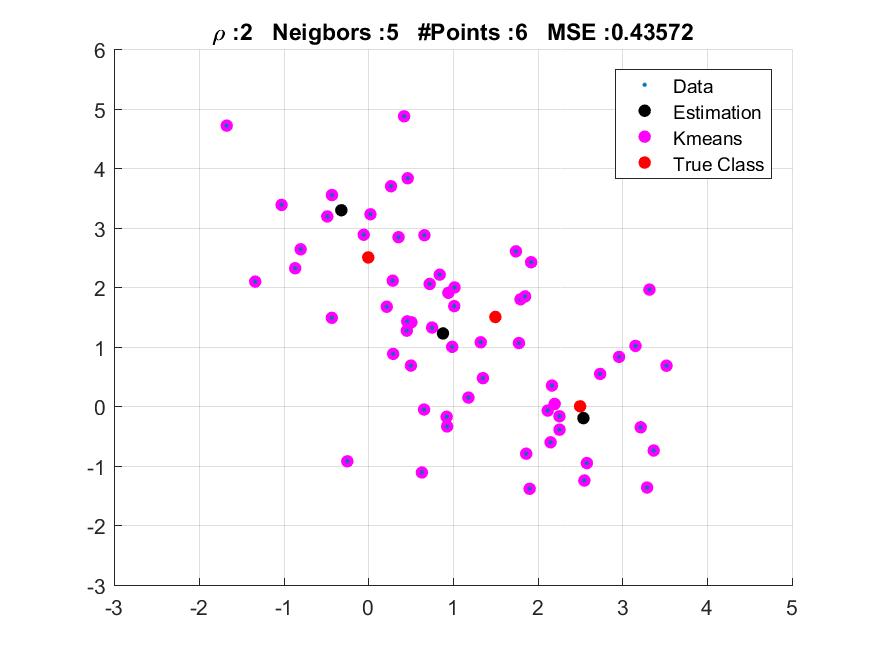 ρ :2 Neigbors :5 #Points :6 MSE :0.43572
6
Data
5
Estimation
Kmeans
4
True Class
3
2
1
0
-1
-2
-3
-3 -2 -1 0 1 2 3 4 5